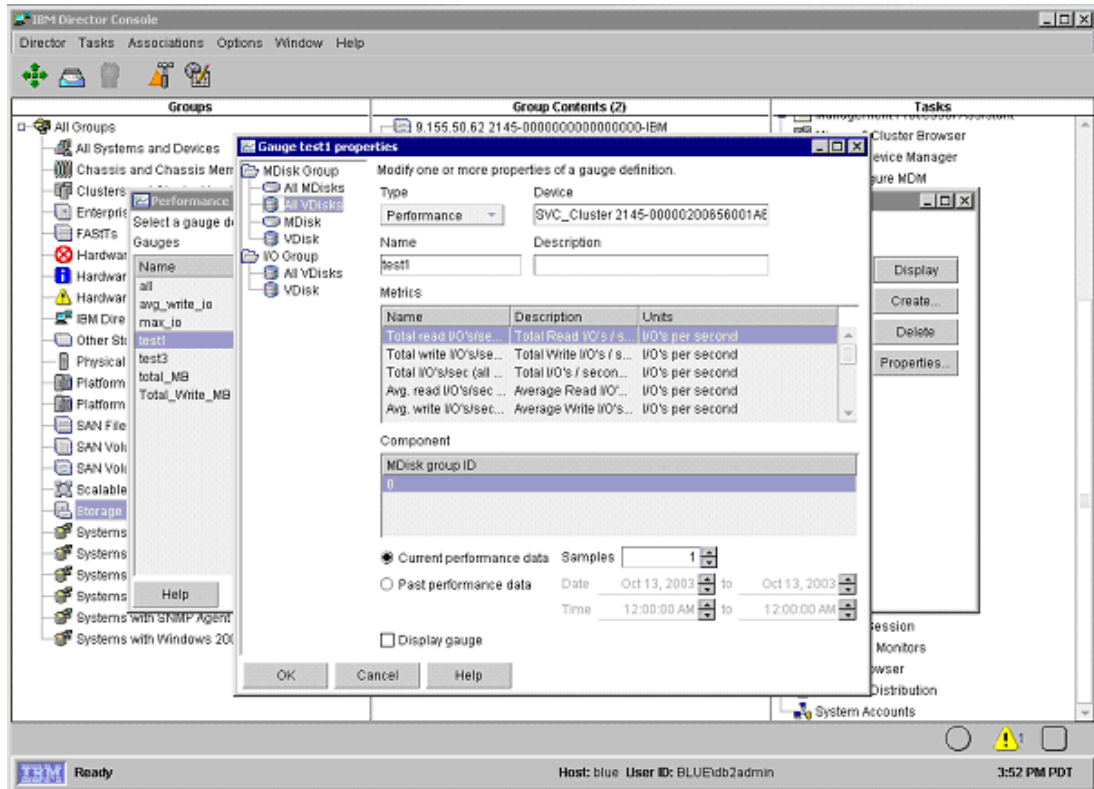 IBM Director Console
Director Tasks Associations Options Window Help
Groups
Group Contents (2)
Tasks
All Groups
All Systems and Devices
Chassis and Chassis Mem
Clusters
Enterpris
FAStTs
Hardwar
Hardwar
Hardwar
IBM Dire
Other Sto
Physical
Platform
Platform
SAN File
SAN Volu
SAN Volu
Scalable
Storage
Systems
Systems
Systems
Systems
Systems with SNMP Agent
Systems with Windows 200
9.155.50.62 2145-0000000000000000-IBM
Cluster Browser
evice Manager
ure MDM
Performance
Select a gauge d
Gauges
Name
all
avg_write_io
max_io
test1
test3
total_MB
Total_Write_MB
Help
Gauge test1 properties
MDisk Group
All MDisks
All VDisks
MDisk
VDisk
I/O Group
All VDisks
VDisk
Modify one or more properties of a gauge definition.
Type Device
Performance SVC_Cluster 2145-00000200656001A6
Name Description
test1
Metrics
Name Description Units
Total read I/O's/se... Total Read I/O's / s... I/O's per second
Total write I/O's/se... Total Write I/O's / s... I/O's per second
Total I/O's/sec (all ... Total I/O's / secon... I/O's per second
Avg. read I/O's/sec ... Average Read I/O'... I/O's per second
Avg. write I/O's/sec... Average Write I/O's... I/O's per second
Component
MDisk group ID
0
Current performance data Samples 1
Past performance data Date Oct 13, 2003 to Oct 13, 2003
Time 12:00:00 AM to 12:00:00 AM
Display gauge
OK Cancel Help
Display
Create...
Delete
Properties...
ession
Monitors
owser
Distribution
System Accounts
1
IBM Ready Host: blue User ID: BLUE\db2admin 3:52 PM PDT